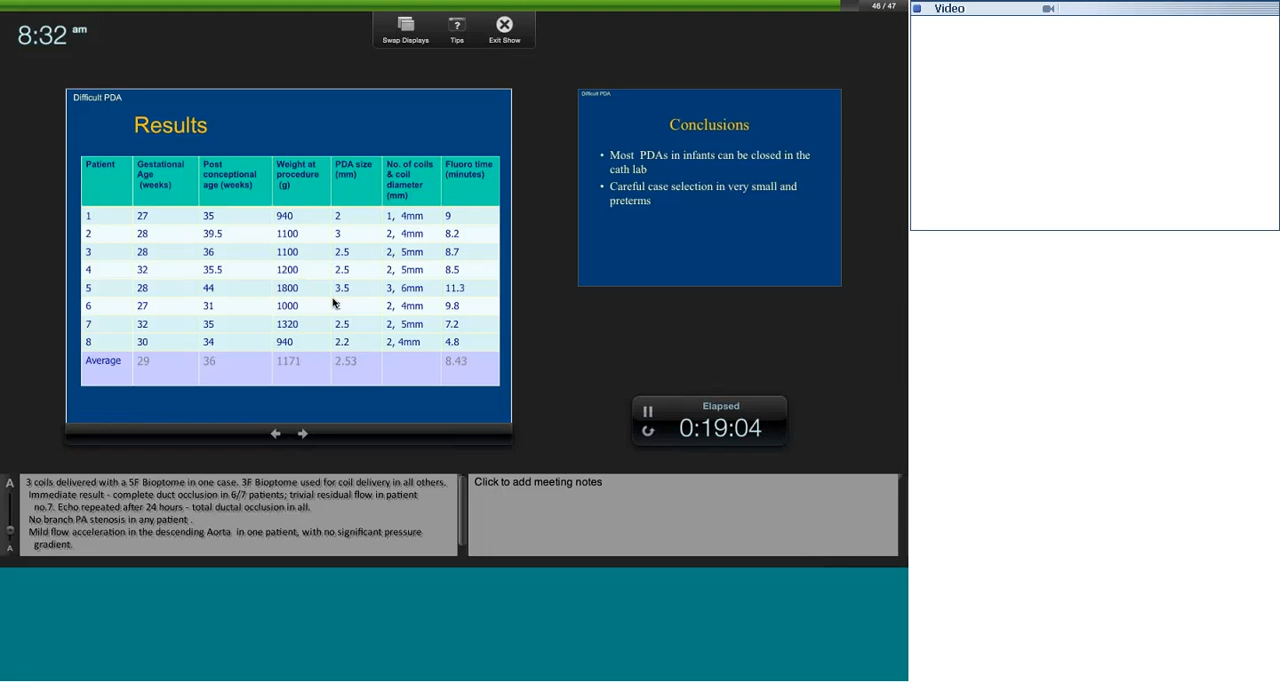 46 / 47
Video
8:32 am
Swap Displays Tips Exit Show
Difficult PDA
Results
Patient Gestational Age (weeks) Post conceptional age (weeks) Weight at procedure (g) PDA size (mm) No. of coils & coil diameter (mm) Fluoro time (minutes)
1 27 35 940 2 1, 4mm 9
2 28 39.5 1100 3 2, 4mm 8.2
3 28 36 1100 2.5 2, 5mm 8.7
4 32 35.5 1200 2.5 2, 5mm 8.5
5 28 44 1800 3.5 3, 6mm 11.3
6 27 31 1000 2, 4mm 9.8
7 32 35 1320 2.5 2, 5mm 7.2
8 30 34 940 2.2 2, 4mm 4.8
Average 29 36 1171 2.53 8.43
Difficult PDA
Conclusions
• Most PDAs in infants can be closed in the
cath lab
• Careful case selection in very small and
preterms
Elapsed
0:19:04
A
A
3 coils delivered with a 5F Bioptome in one case. 3F Bioptome used for coil delivery in all others.
Immediate result - complete duct occlusion in 6/7 patients; trivial residual flow in patient
no.7. Echo repeated after 24 hours - total ductal occlusion in all.
No branch PA stenosis in any patient .
Mild flow acceleration in the descending Aorta in one patient, with no significant pressure
gradient.
Click to add meeting notes